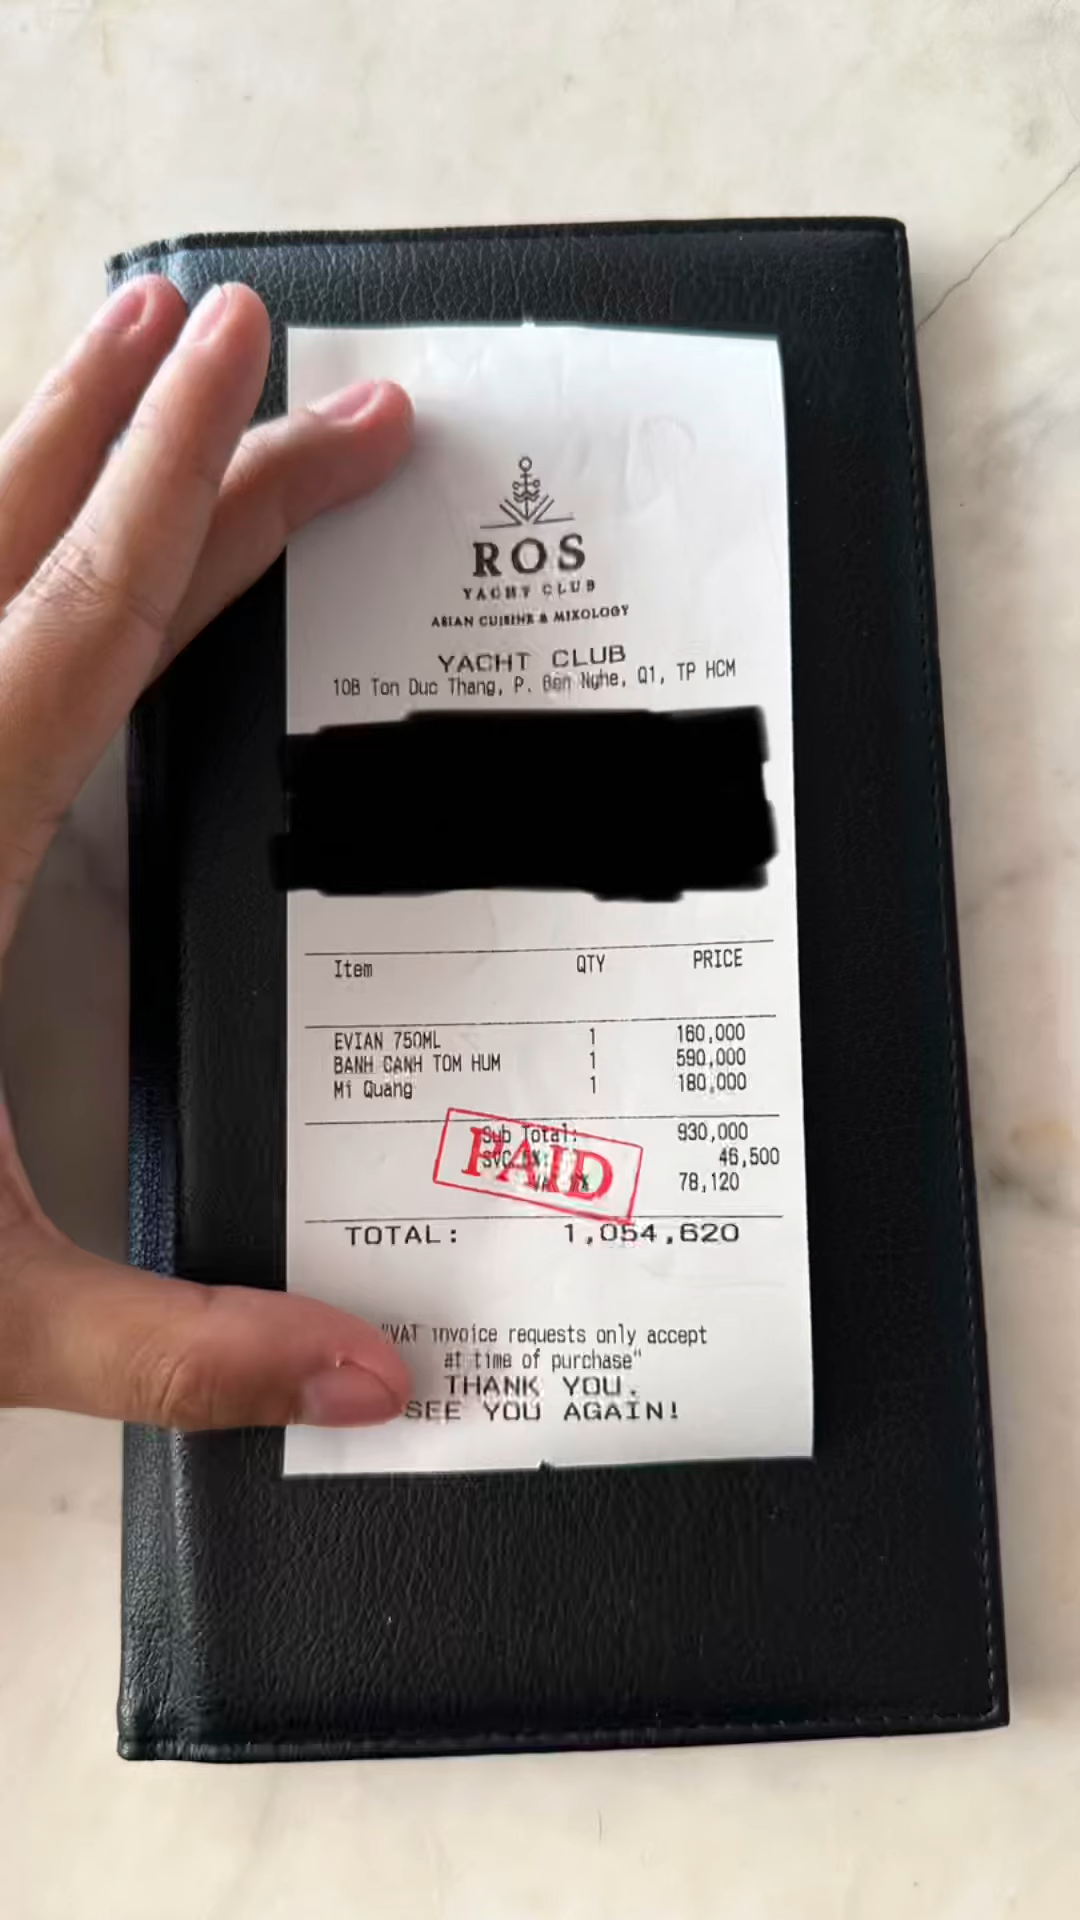 ROS
YACHT CLUB
ASIAN CUISINE & MIXOLOGY
YACHT CLUB
10B Ton Duc Thang, P. Ben Nghe, Q1, TP HCM
Item QTY PRICE
EVIAN 750ML 1 160,000
BANH CANH TOM HUM 1 590,000
Mi Quang 1 180,000
Sub Total: 930,000
SVC 5%: 46,500
78,120
PAID
TOTAL: 1,054,620
"VAT invoice requests only accept
at time of purchase"
THANK YOU.
SEE YOU AGAIN!